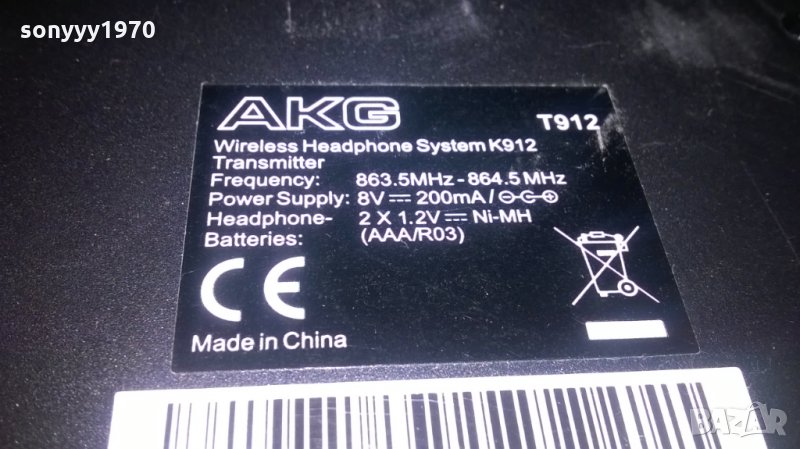 sonyyy1970
AKG T912
Wireless Headphone System K912
Transmitter
Frequency: 863.5MHz-864.5MHz
Power Supply: 8V⎓200mA/
Headphone- 2 X 1.2V⎓Ni-MH
Batteries: (AAA/R03)
CE
Made in China
BAZAR